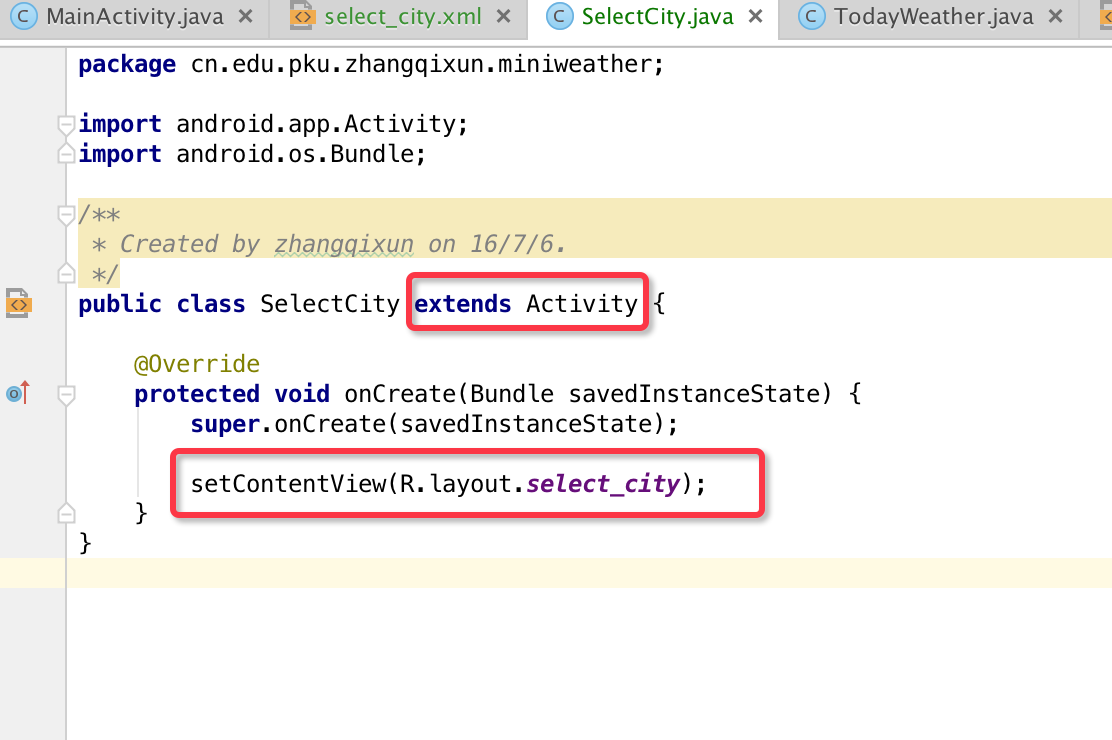 MainActivity.java select_city.xml SelectCity.java TodayWeather.java
package cn.edu.pku.zhangqixun.miniweather;
import android.app.Activity;
import android.os.Bundle;
/**
* Created by zhangqixun on 16/7/6.
*/
public class SelectCity extends Activity {
@Override
protected void onCreate(Bundle savedInstanceState) {
super.onCreate(savedInstanceState);
setContentView(R.layout.select_city);
}
}